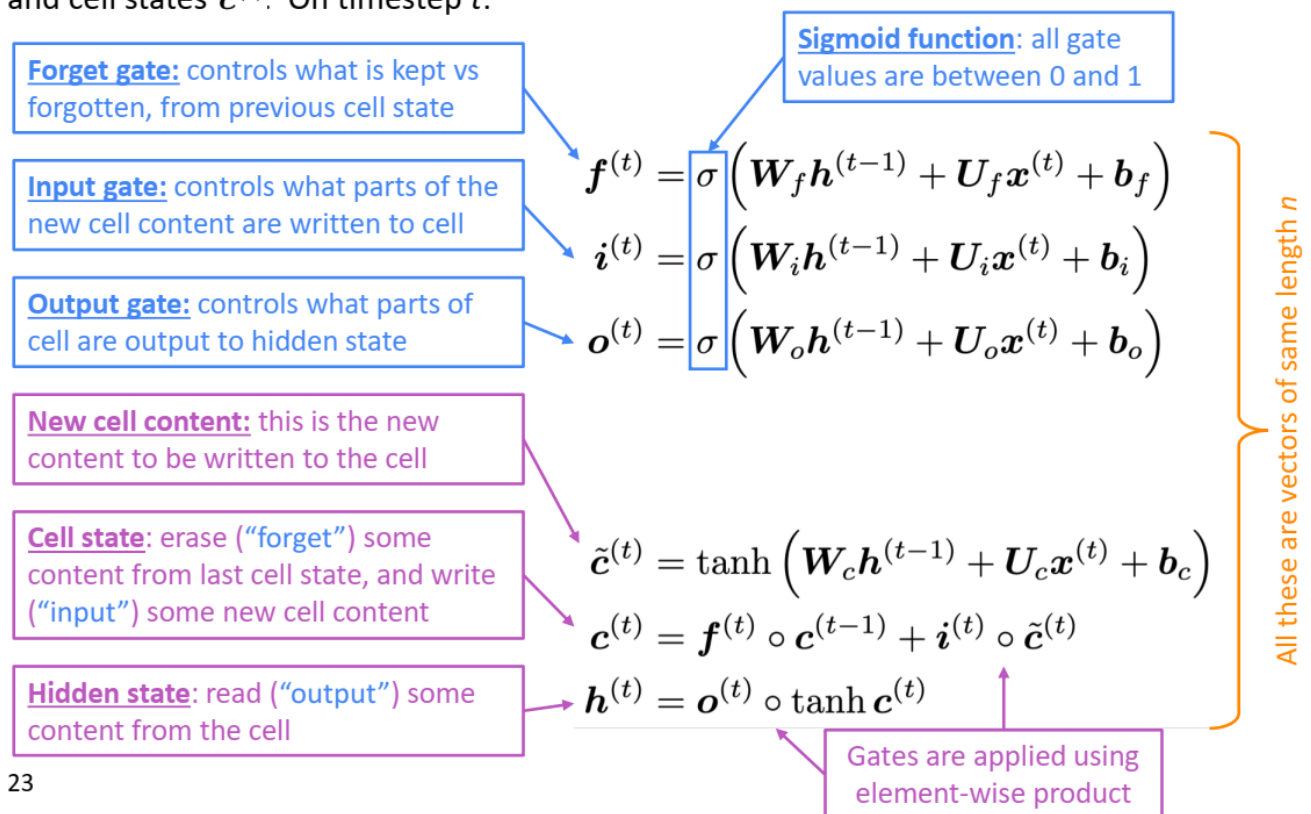 and cell states c⁽ᵗ⁾. On timestep t:
Forget gate: controls what is kept vs
forgotten, from previous cell state
Input gate: controls what parts of the
new cell content are written to cell
Output gate: controls what parts of
cell are output to hidden state
New cell content: this is the new
content to be written to the cell
Cell state: erase (“forget”) some
content from last cell state, and write
(“input”) some new cell content
Hidden state: read (“output”) some
content from the cell
Sigmoid function: all gate
values are between 0 and 1
f⁽ᵗ⁾ = σ(W_f h⁽ᵗ⁻¹⁾ + U_f x⁽ᵗ⁾ + b_f)
i⁽ᵗ⁾ = σ(W_i h⁽ᵗ⁻¹⁾ + U_i x⁽ᵗ⁾ + b_i)
o⁽ᵗ⁾ = σ(W_o h⁽ᵗ⁻¹⁾ + U_o x⁽ᵗ⁾ + b_o)
c̃⁽ᵗ⁾ = tanh(W_c h⁽ᵗ⁻¹⁾ + U_c x⁽ᵗ⁾ + b_c)
c⁽ᵗ⁾ = f⁽ᵗ⁾ ∘ c⁽ᵗ⁻¹⁾ + i⁽ᵗ⁾ ∘ c̃⁽ᵗ⁾
h⁽ᵗ⁾ = o⁽ᵗ⁾ ∘ tanh c⁽ᵗ⁾
Gates are applied using
element-wise product
All these are vectors of same length n
23